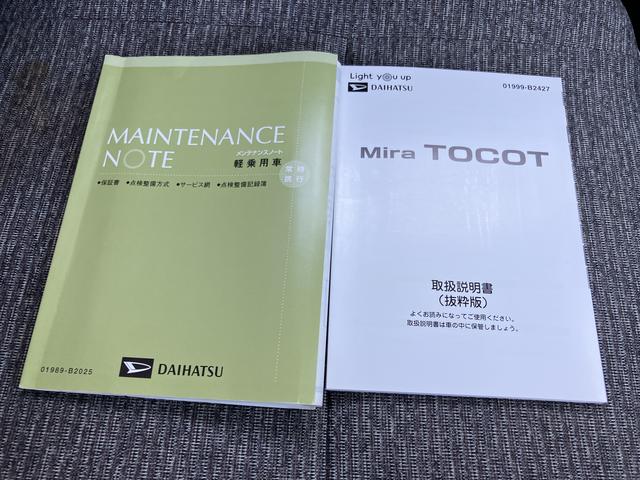 MAINTENANCE
NOTE
メンテナンスノート
軽乗用車
常時
携行
•保証書 •点検整備方式 •サービス網 •点検整備記録簿
01989-B2025
DAIHATSU
Light you up
DAIHATSU
01999-B2427
Mira TOCOT
取扱説明書
（抜粋版）
よくお読みになってご使用ください。
取扱説明書は車の中に保管しましょう。